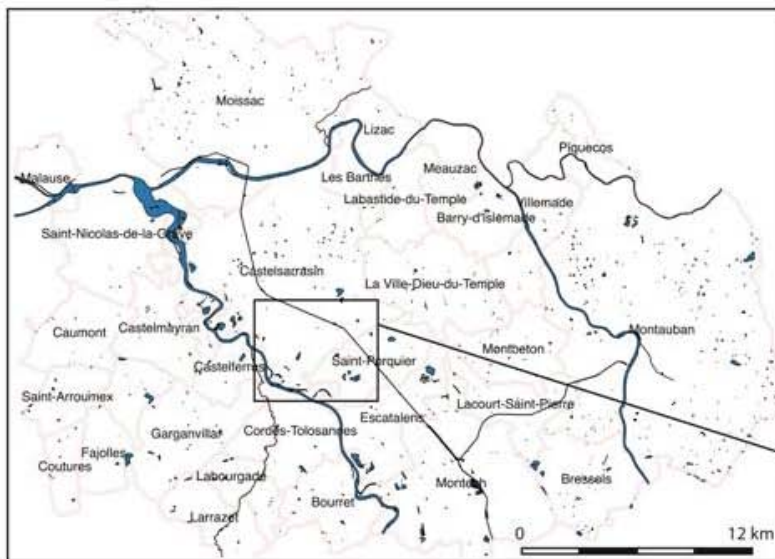 Moissac
Lizac
Piquecos
Malause
Les Barthes
Meauzac
Labastide-du-Temple
Villemade
Barry-d'Islemade
Saint-Nicolas-de-la-Grave
Castelsarrasin
La Ville-Dieu-du-Temple
Caumont
Castelmayran
Montauban
Montbeton
Castelferrus
Saint-Porquier
Saint-Arroumex
Lacourt-Saint-Pierre
Escatalens
Garganvillar
Cordes-Tolosannes
Fajolles
Coutures
Labourgade
Montech
Bressels
Bourret
Larrazet
0 12 km